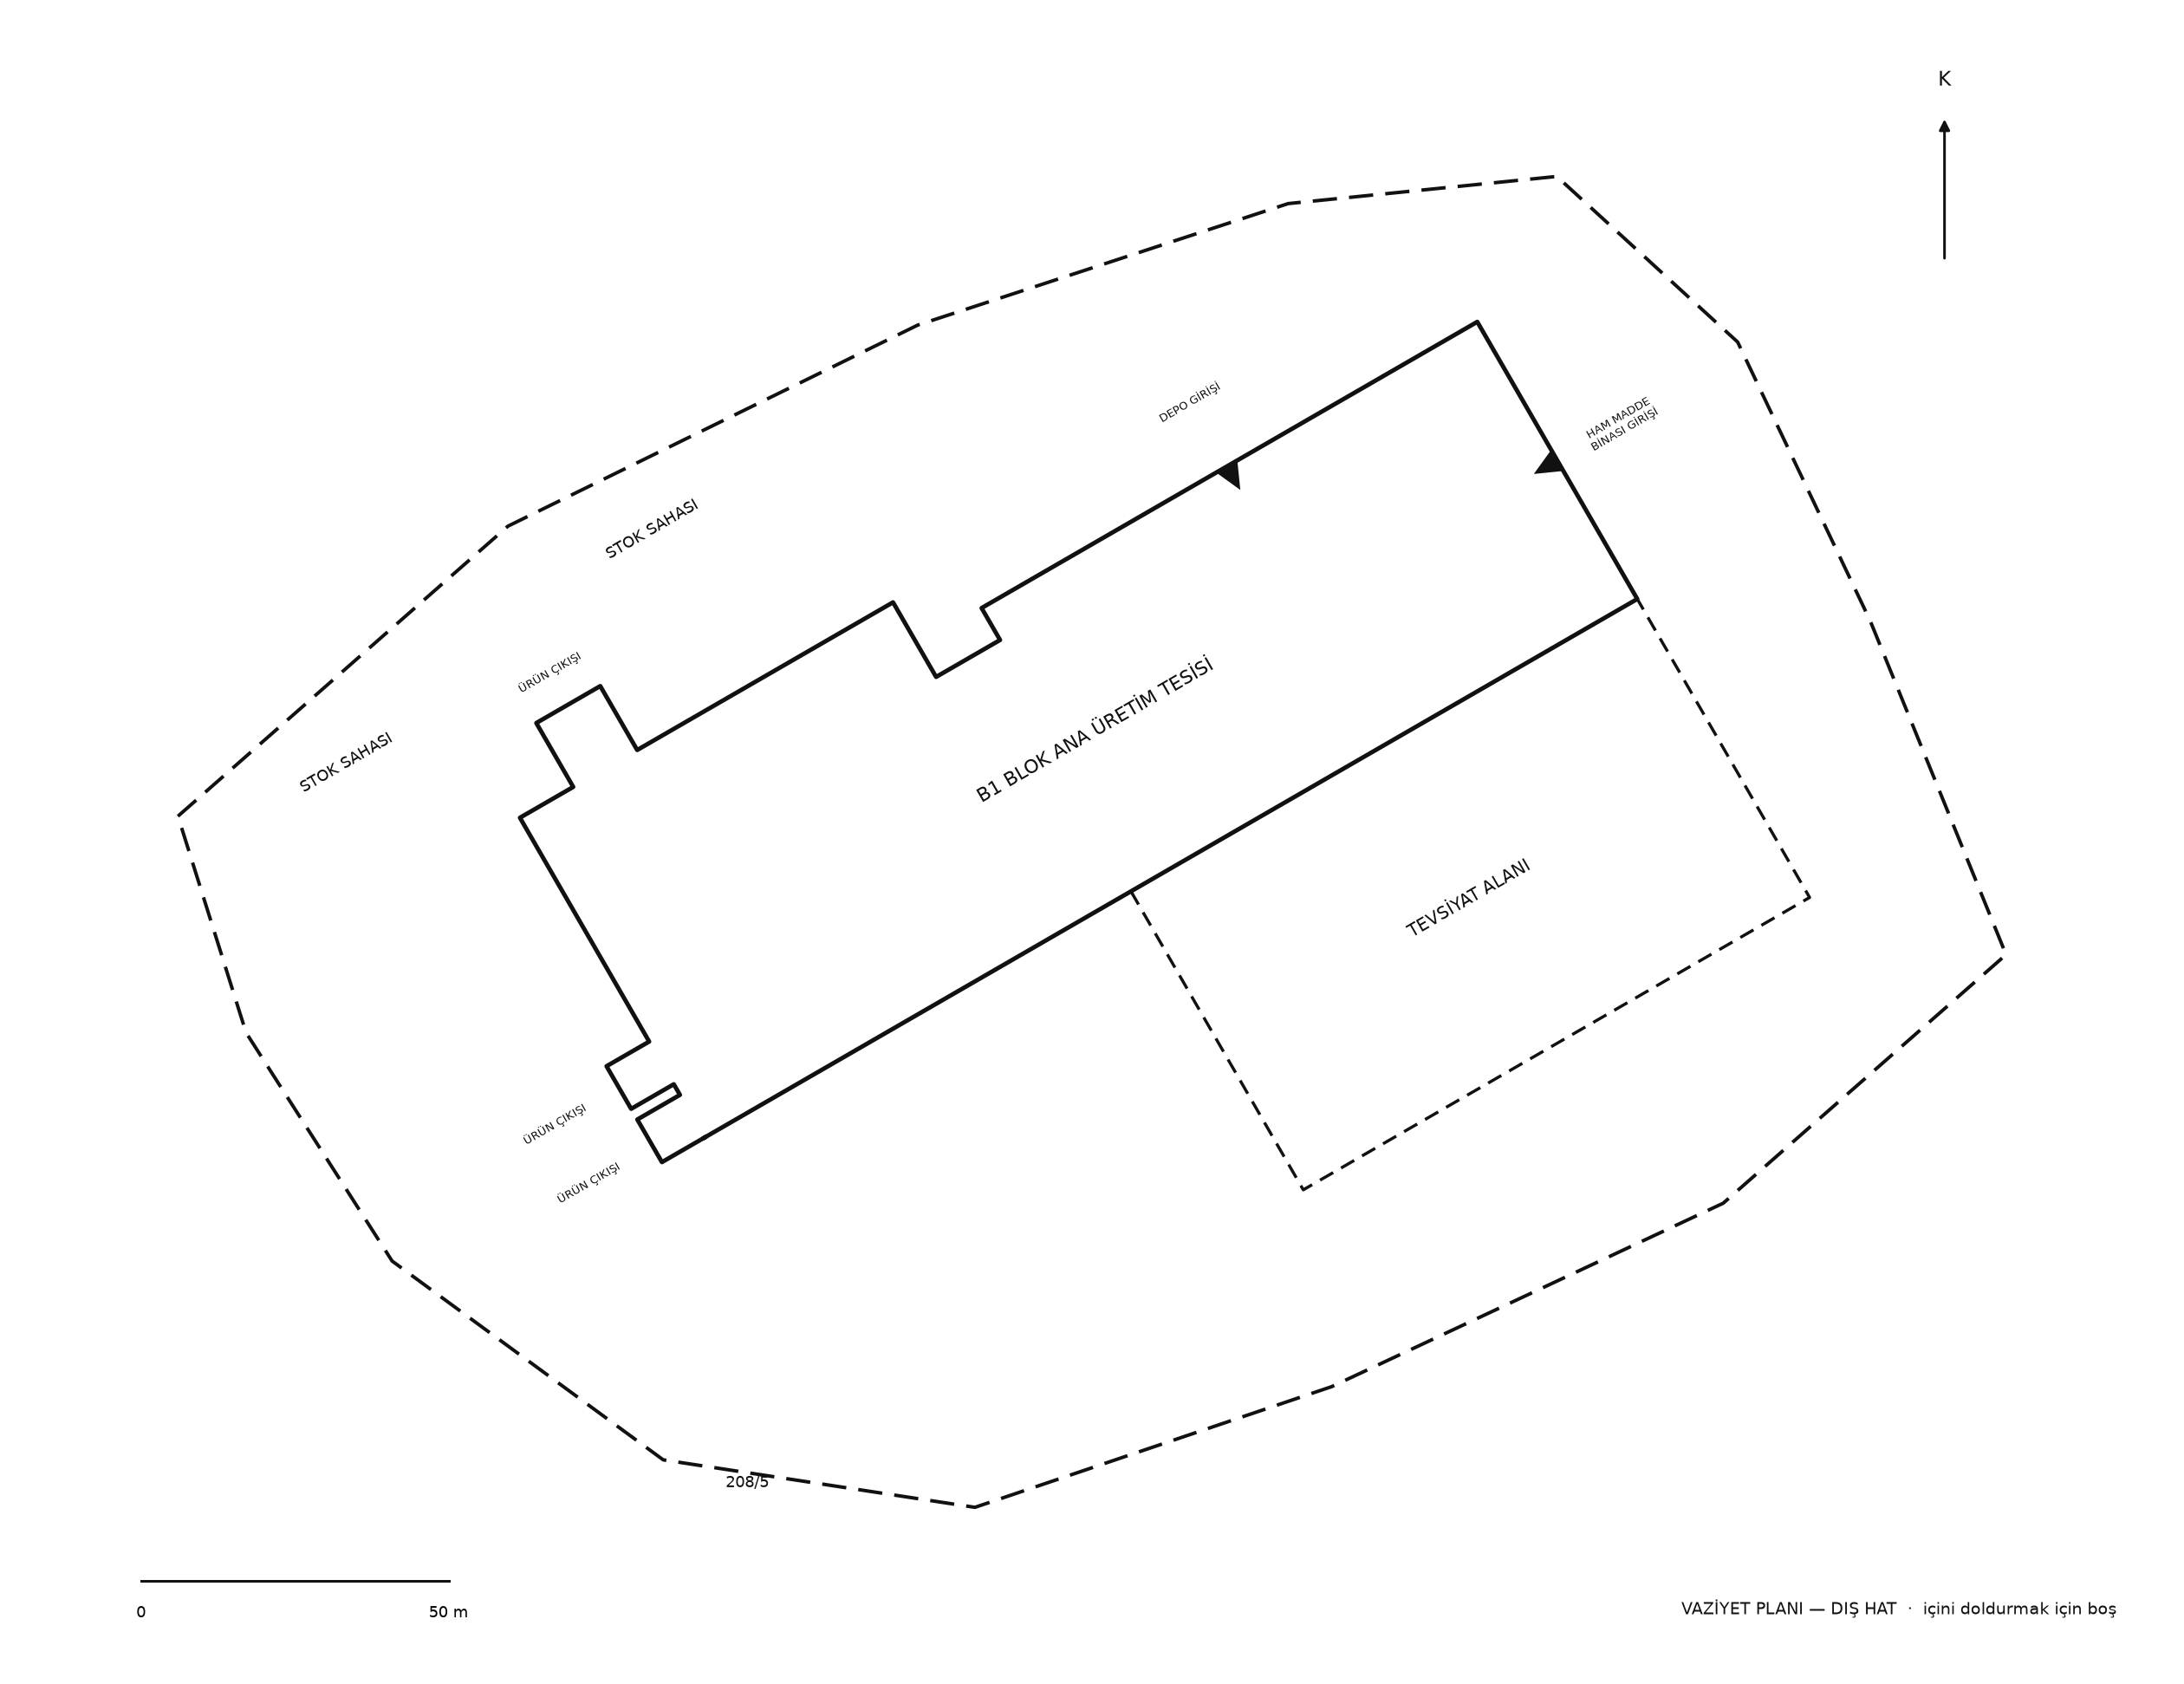 K
DEPO GİRİŞİ
HAM MADDE
BİNASI GİRİŞİ
STOK SAHASI
ÜRÜN ÇIKIŞI
STOK SAHASI
B1 BLOK ANA ÜRETİM TESİSİ
TEVSİYAT ALANI
ÜRÜN ÇIKIŞI
ÜRÜN ÇIKIŞI
208/5
0 50 m
VAZİYET PLANI — DIŞ HAT · içini doldurmak için boş